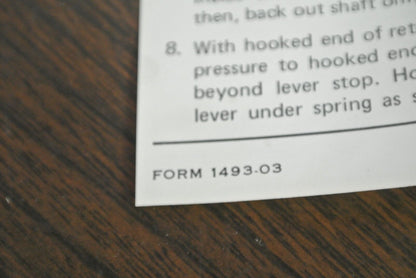 then, back out shaft
8. With hooked end of
pressure to hooked
beyond lever stop.
lever under spring as
FORM 1493-03